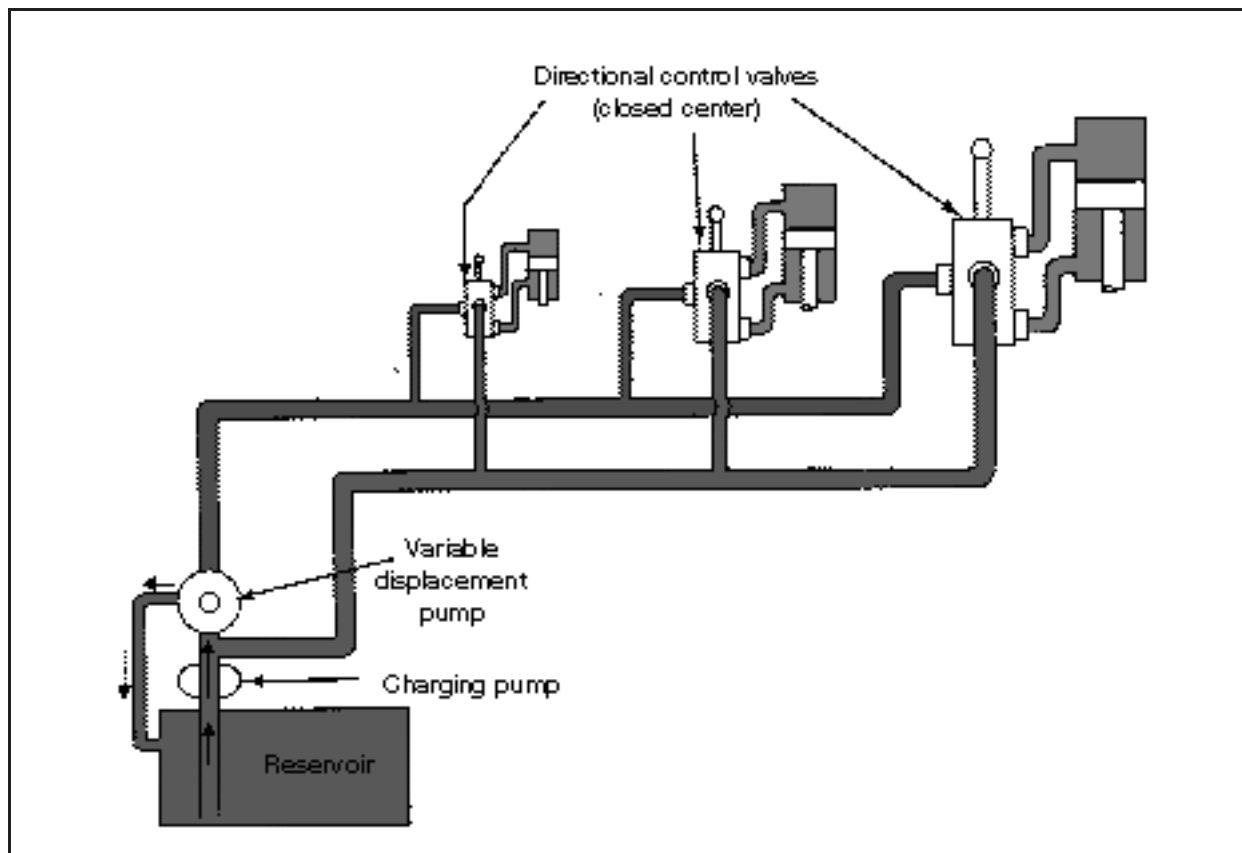 Directional control valves
(closed center)
Variable
displacement
pump
Charging pump
Reservoir